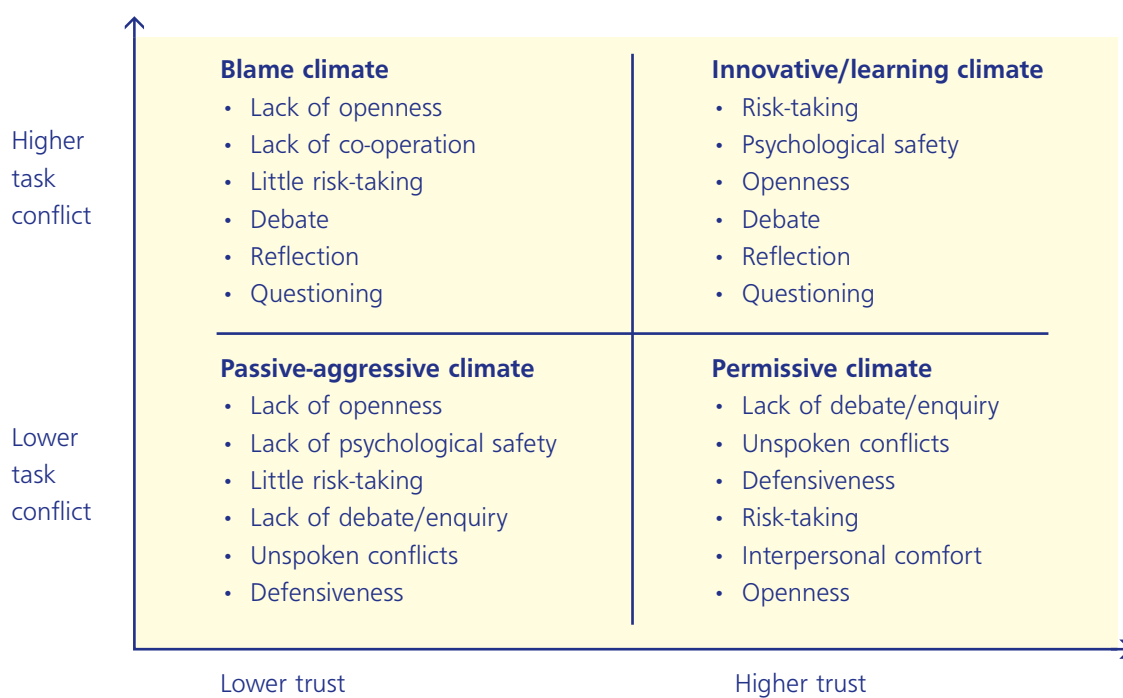 Higher
task
conflict
Blame climate
• Lack of openness
• Lack of co-operation
• Little risk-taking
• Debate
• Reflection
• Questioning
Innovative/learning climate
• Risk-taking
• Psychological safety
• Openness
• Debate
• Reflection
• Questioning
Lower
task
conflict
Passive-aggressive climate
• Lack of openness
• Lack of psychological safety
• Little risk-taking
• Lack of debate/enquiry
• Unspoken conflicts
• Defensiveness
Permissive climate
• Lack of debate/enquiry
• Unspoken conflicts
• Defensiveness
• Risk-taking
• Interpersonal comfort
• Openness
Lower trust
Higher trust